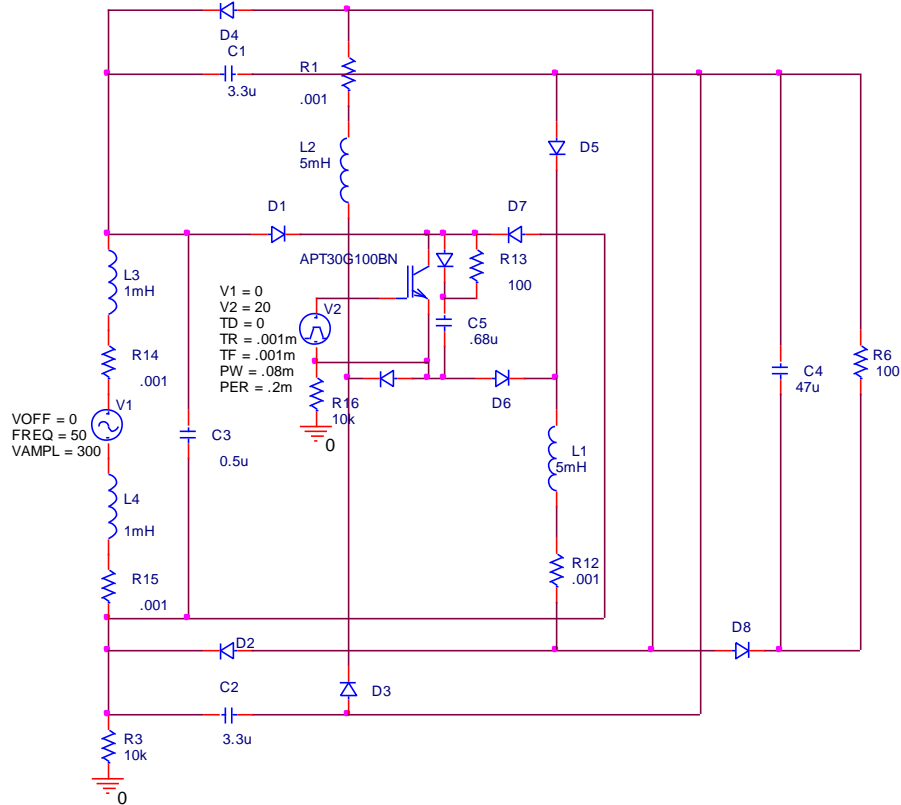 D4
C1
3.3u
R1
.001
L2
5mH
D5
D1
D7
APT30G100BN
R13
100
L3
1mH
V1 = 0
V2 = 20
TD = 0
TR = .001m
TF = .001m
PW = .08m
PER = .2m
V2
C5
.68u
R14
.001
R16
10k
0
D6
C4
47u
R6
100
V1
VOFF = 0
FREQ = 50
VAMPL = 300
C3
0.5u
L1
5mH
L4
1mH
R15
.001
R12
.001
D2
D8
C2
3.3u
D3
R3
10k
0